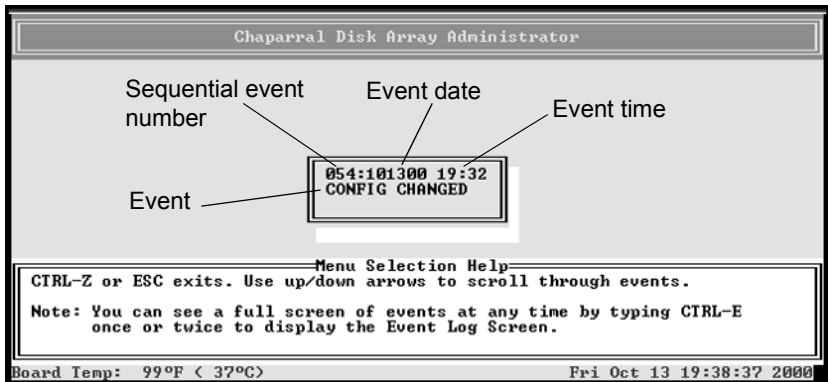 Chaparral Disk Array Administrator
Sequential event number
Event date
Event time
054:101300 19:32
Event
CONFIG CHANGED
Menu Selection Help
CTRL-Z or ESC exits. Use up/down arrows to scroll through events.
Note: You can see a full screen of events at any time by typing CTRL-E
once or twice to display the Event Log Screen.
Board Temp: 99ºF ( 37ºC) Fri Oct 13 19:38:37 2000